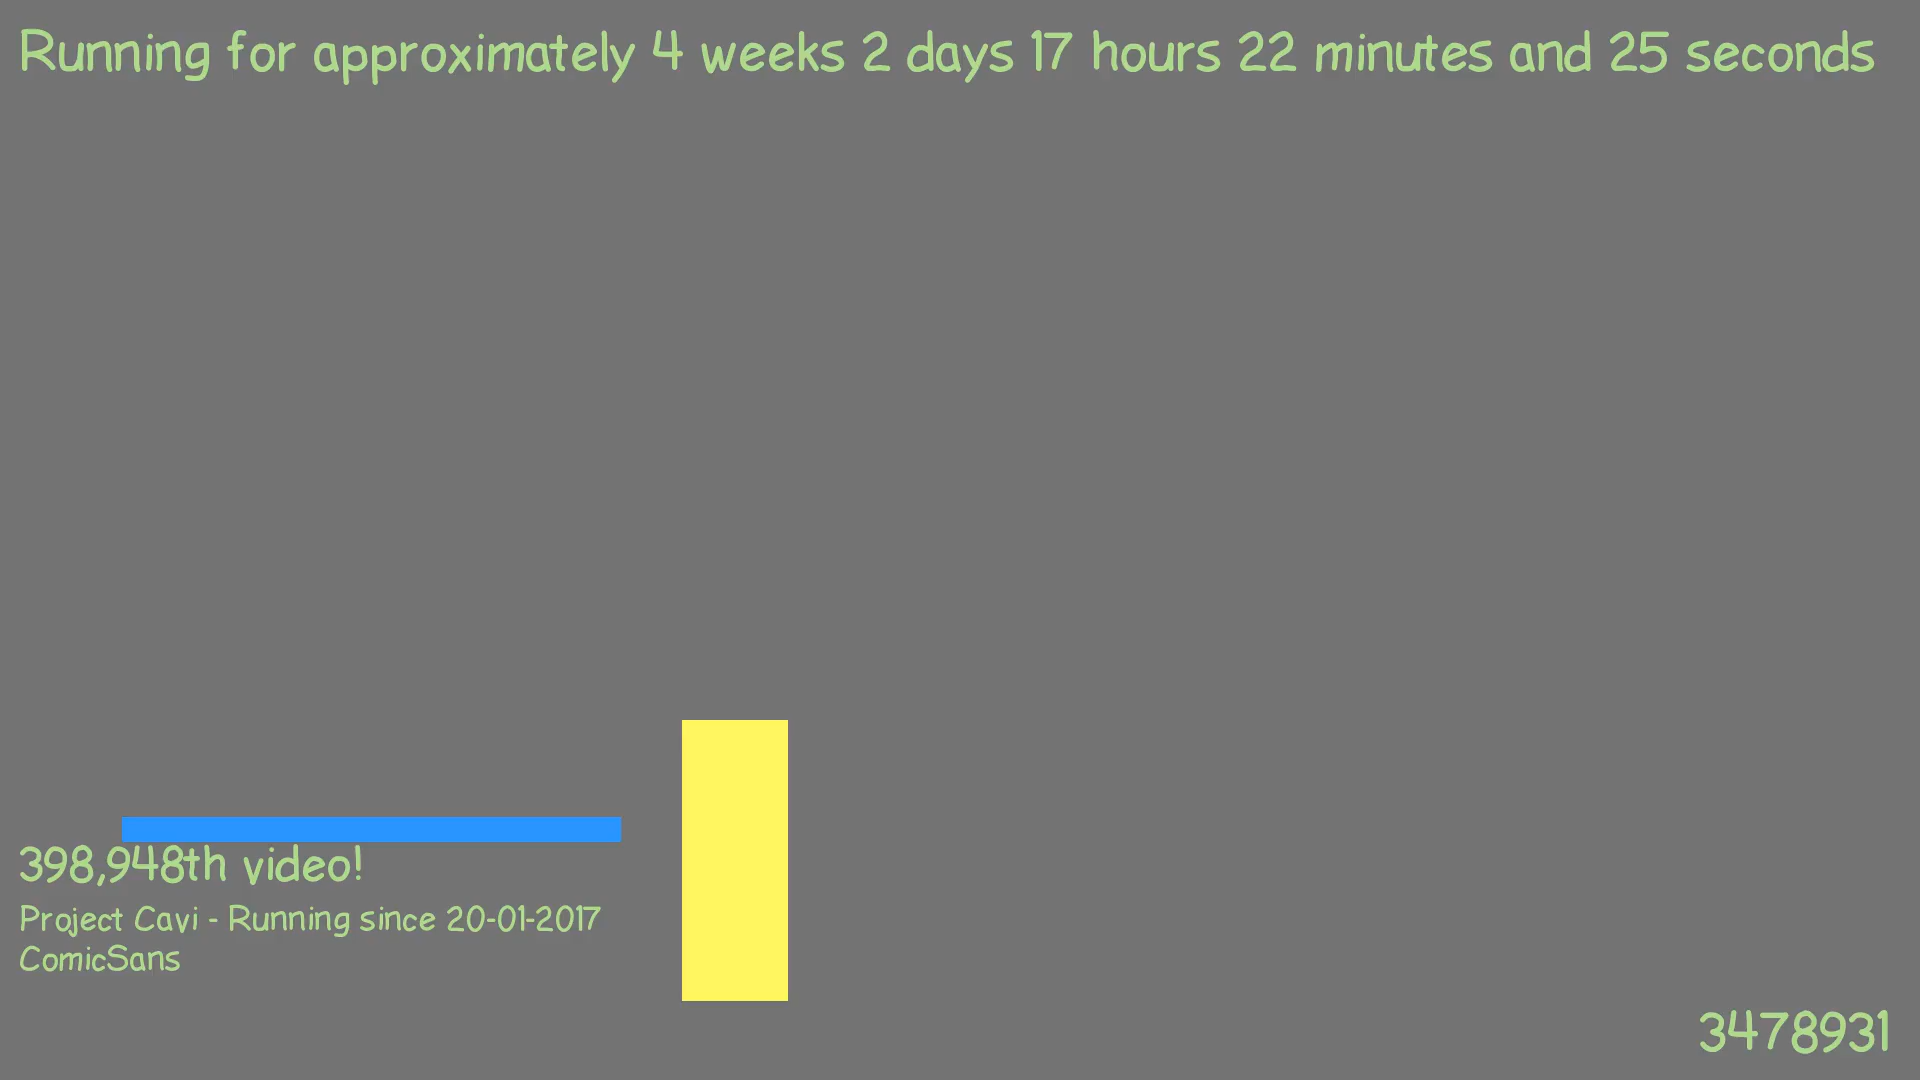 Running for approximately 4 weeks 2 days 17 hours 22 minutes and 25 seconds
398,948th video!
Project Cavi - Running since 20-01-2017
ComicSans
3478931